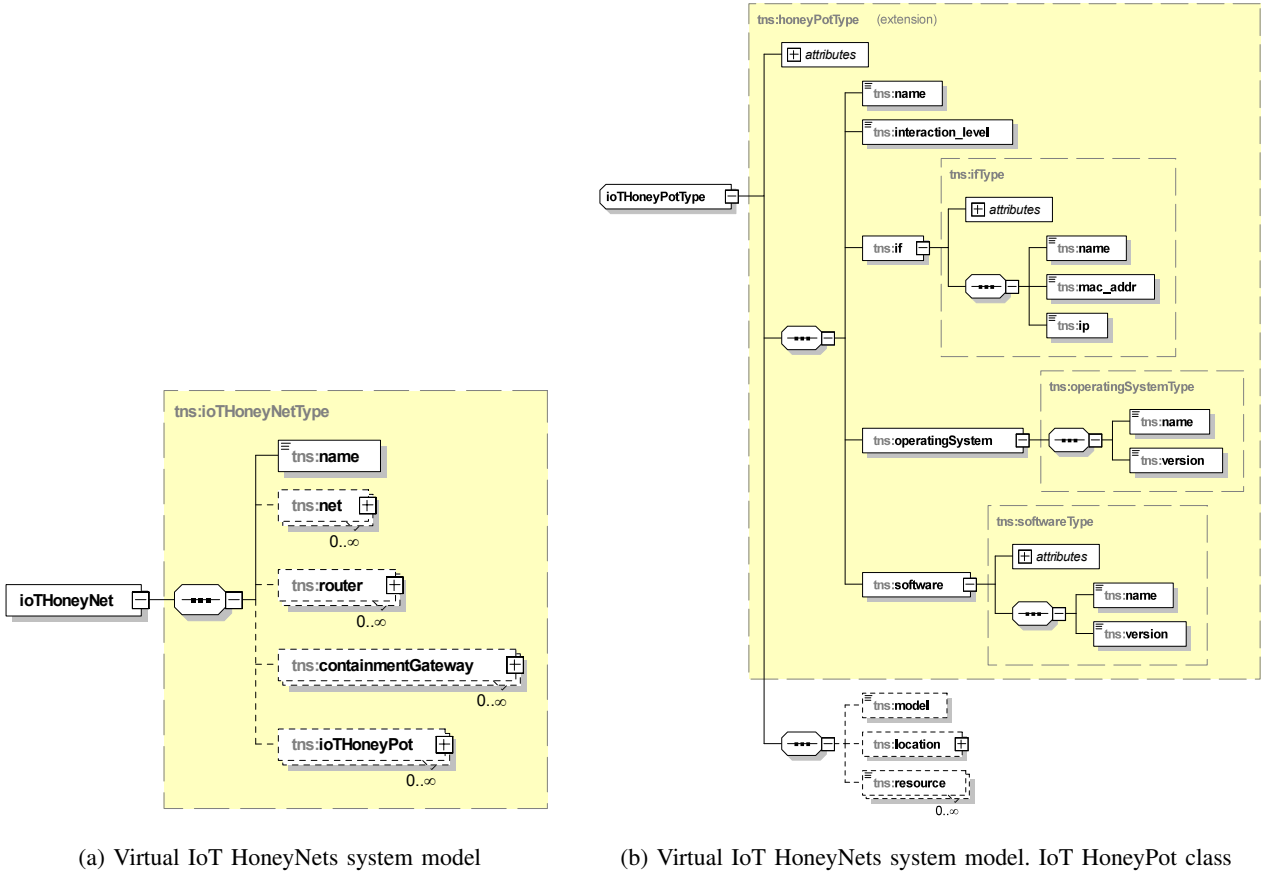 tns:ioTHoneyNetType
tns:name
tns:net
0..∞
tns:router
0..∞
ioTHoneyNet
tns:containmentGateway
0..∞
tns:ioTHoneyPot
0..∞
(a) Virtual IoT HoneyNets system model
tns:honeyPotType (extension)
attributes
tns:name
tns:interaction_level
tns:ifType
ioTHoneyPotType
attributes
tns:if
tns:name
tns:mac_addr
tns:ip
tns:operatingSystemType
tns:operatingSystem
tns:name
tns:version
tns:softwareType
attributes
tns:software
tns:name
tns:version
tns:model
tns:location
tns:resource
0..∞
(b) Virtual IoT HoneyNets system model. IoT HoneyPot class